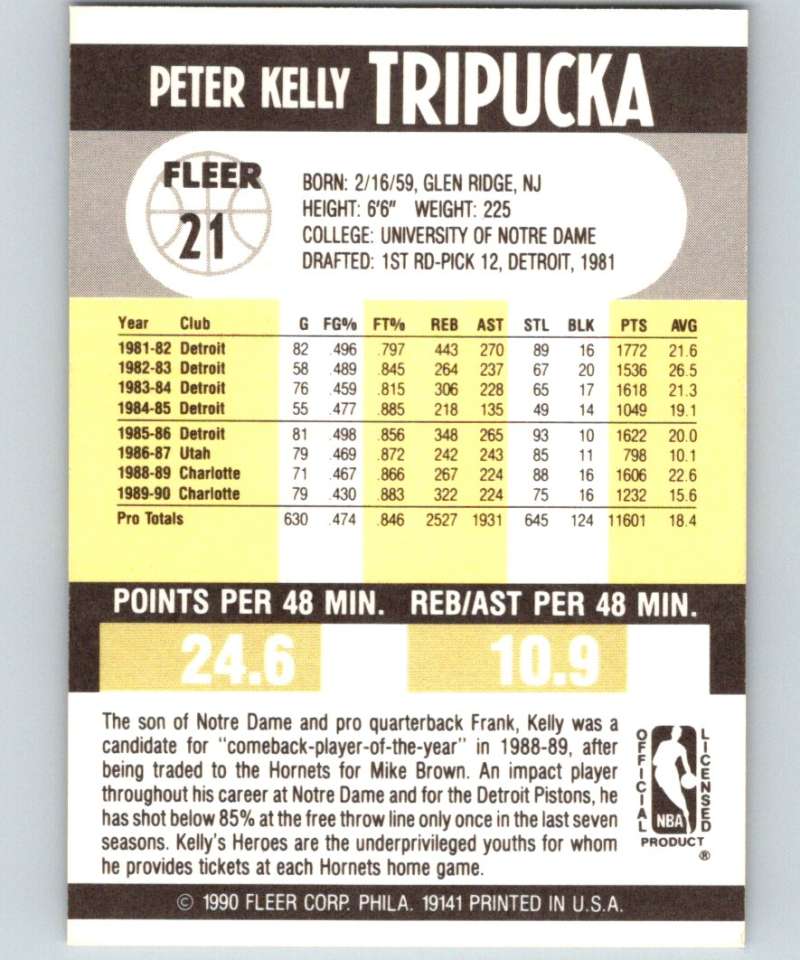 PETER KELLY TRIPUCKA
FLEER
21
BORN: 2/16/59, GLEN RIDGE, NJ
HEIGHT: 6'6" WEIGHT: 225
COLLEGE: UNIVERSITY OF NOTRE DAME
DRAFTED: 1ST RD-PICK 12, DETROIT, 1981
Year Club G FG% FT% REB AST STL BLK PTS AVG
1981-82 Detroit 82 .496 .797 443 270 89 16 1772 21.6
1982-83 Detroit 58 .489 .845 264 237 67 20 1536 26.5
1983-84 Detroit 76 .459 .815 306 228 65 17 1618 21.3
1984-85 Detroit 55 .477 .885 218 135 49 14 1049 19.1
1985-86 Detroit 81 .498 .856 348 265 93 10 1622 20.0
1986-87 Utah 79 .469 .872 242 243 85 11 798 10.1
1988-89 Charlotte 71 .467 .866 267 224 88 16 1606 22.6
1989-90 Charlotte 79 .430 .883 322 224 75 16 1232 15.6
Pro Totals 630 .474 .846 2527 1931 645 124 11601 18.4
POINTS PER 48 MIN. REB/AST PER 48 MIN.
24.6 10.9
The son of Notre Dame and pro quarterback Frank, Kelly was a
candidate for "comeback-player-of-the-year" in 1988-89, after
being traded to the Hornets for Mike Brown. An impact player
throughout his career at Notre Dame and for the Detroit Pistons, he
has shot below 85% at the free throw line only once in the last seven
seasons. Kelly's Heroes are the underprivileged youths for whom
he provides tickets at each Hornets home game.
OFFICIAL
NBA
LICENSED
PRODUCT
®
© 1990 FLEER CORP. PHILA. 19141 PRINTED IN U.S.A.